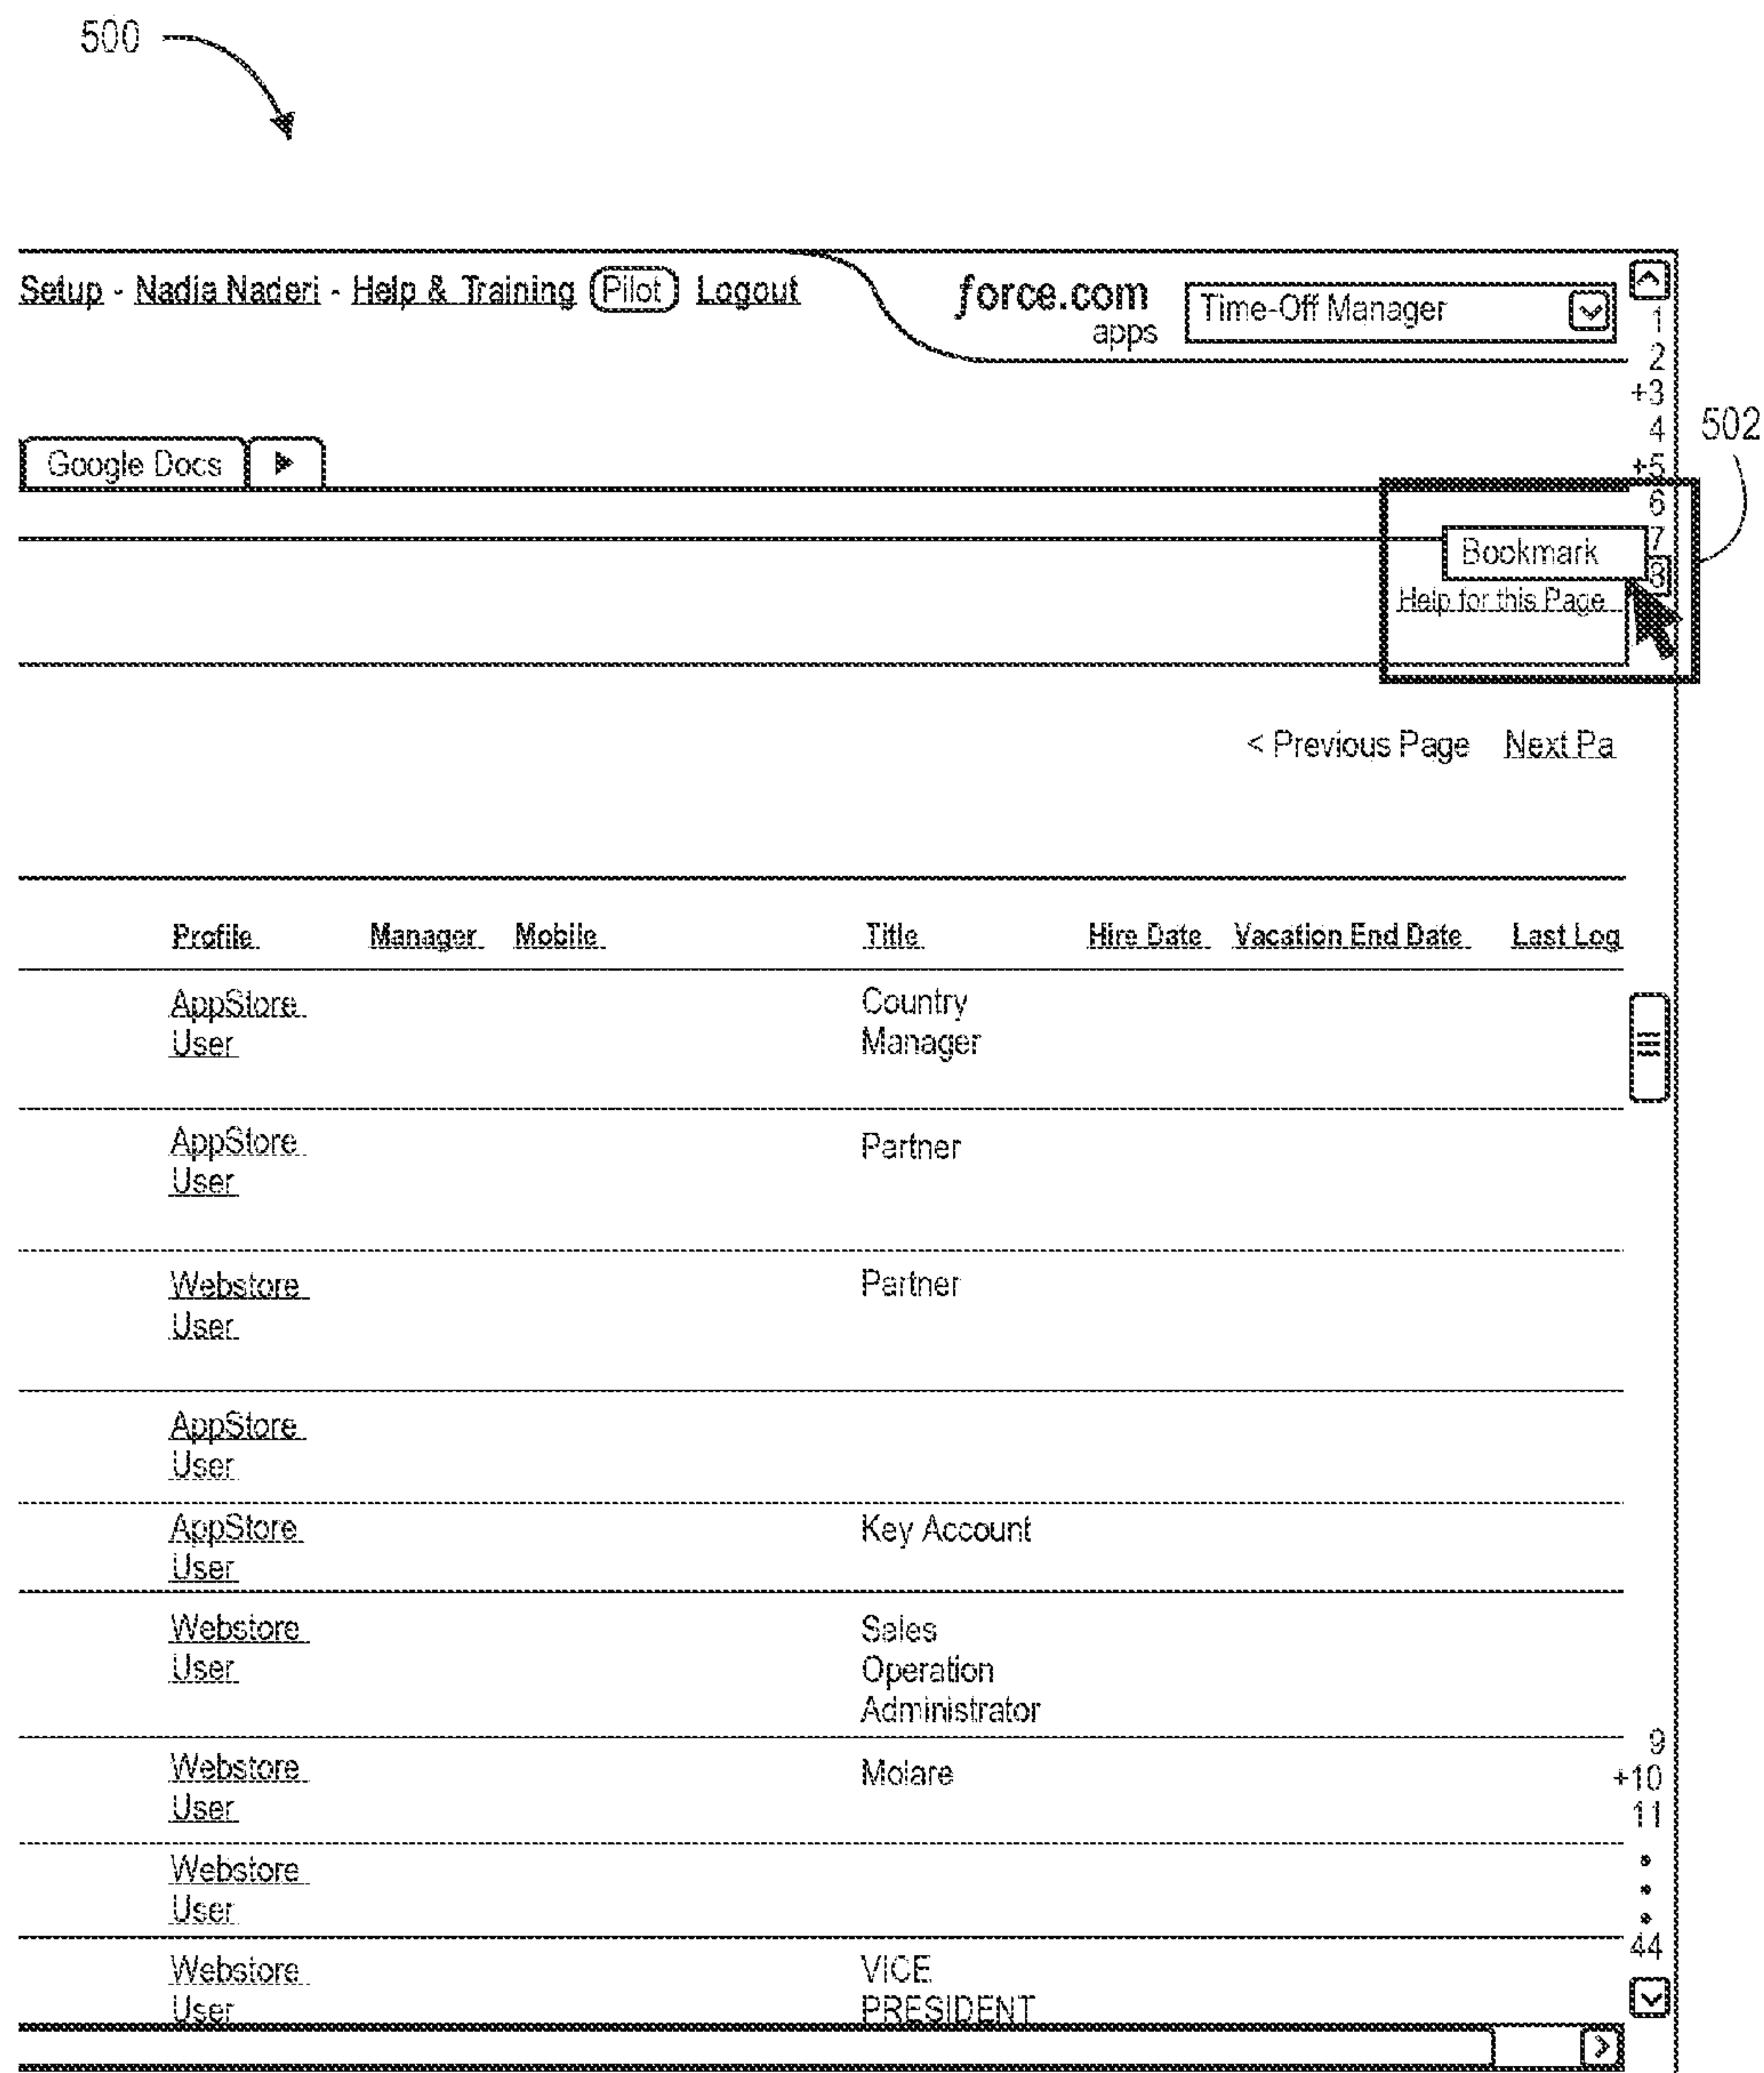 500
Setup - Nadia Naderi - Help & Training Pilot Logout
force.com
apps
Time-Off Manager
1
2
+3
4
502
Google Docs
+5
6
7
Bookmark
8
Help for this Page
< Previous Page Next Pa
Profile Manager Mobile Title Hire Date Vacation End Date Last Log
AppStore Country
User Manager
AppStore Partner
User
Webstore Partner
User
AppStore
User
AppStore Key Account
User
Webstore Sales
User Operation
Administrator
9
Webstore Molare +10
User 11
Webstore
User
44
Webstore VICE
User PRESIDENT